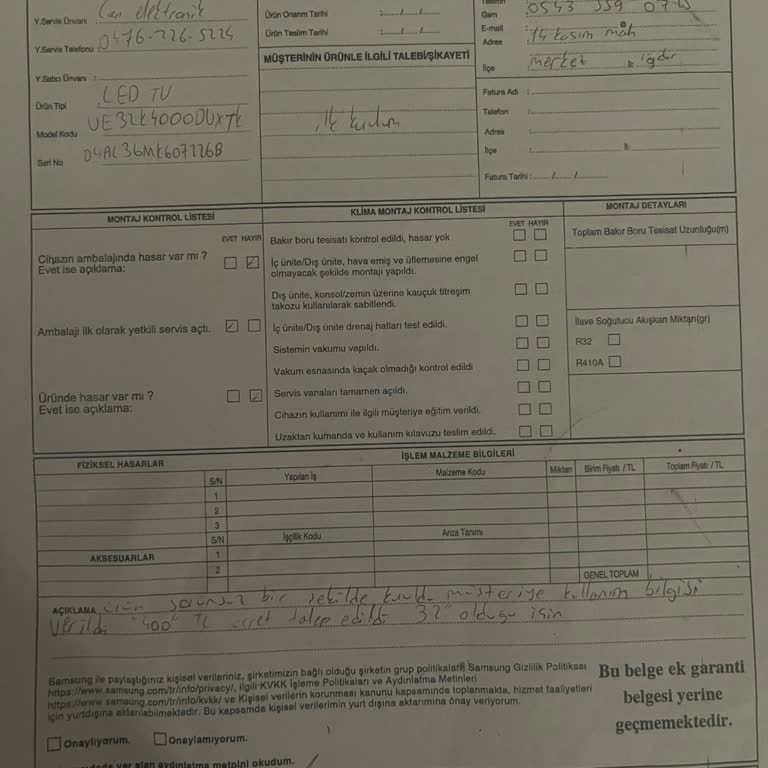 Y.Servis Ünvanı : Can elektronik
Y.Servis Telefonu : 0476-226-5224
Y.Satıcı Ünvanı :
Ürün Tipi : LED TV
Model Kodu UE32K4000DUXTK
Seri No
Ürün Onarım Tarihi : ...../...../.....
Ürün Teslim Tarihi : ...../...../.....
MÜŞTERİNİN ÜRÜNLE İLGİLİ TALEBİ/ŞİKAYETİ
ilk kurulum
Telefon
Gsm : 0543 359
E-mail :
Adres : 14 kasım mah
İlçe : merkez İl: ığdır
Fatura Adı :
Telefon :
Adres :
İlçe : İl:
Fatura Tarihi : ...../...../.....
MONTAJ KONTROL LİSTESİ
EVET HAYIR
Cihazın ambalajında hasar var mı ?
Evet ise açıklama:
Ambalajı ilk olarak yetkili servis açtı.
Üründe hasar var mı ?
Evet ise açıklama:
KLİMA MONTAJ KONTROL LİSTESİ
EVET HAYIR
Bakır boru tesisatı kontrol edildi, hasar yok
İç ünite/Dış ünite, hava emiş ve üflemesine engel
olmayacak şekilde montajı yapıldı.
Dış ünite, konsol/zemin üzerine kauçuk titreşim
takozu kullanılarak sabitlendi.
İç ünite/Dış ünite drenaj hatları test edildi.
Sistemin vakumu yapıldı.
Vakum esnasında kaçak olmadığı kontrol edildi
Servis vanaları tamamen açıldı.
Cihazın kullanımı ile ilgili müşteriye eğitim verildi.
Uzaktan kumanda ve kullanım kılavuzu teslim edildi.
MONTAJ DETAYLARI
Toplam Bakır Boru Tesisat Uzunluğu(m)
İlave Soğutucu Akışkan Miktarı(gr)
R32
R410A
FİZİKSEL HASARLAR
İŞLEM MALZEME BİLGİLERİ
S/N Yapılan İş Malzeme Kodu Miktarı Birim Fiyatı /TL Toplam Fiyatı /TL
1
2
3
S/N İşçilik Kodu Arıza Tanımı
AKSESUARLAR 1
2 GENEL TOPLAM
AÇIKLAMA ürün sorunsuz bir şekilde kuruldu müşteriye kullanım bilgisi
verildi 400 TL ücret talep edildi 32 olduğu için
Samsung ile paylaştığınız kişisel verileriniz, şirketimizin bağlı olduğu şirketin grup politikaları Samsung Gizlilik Politikası
https://www.samsung.com/tr/info/privacy/, ilgili KVKK İşleme Politikaları ve Aydınlatma Metinleri
https://www.samsung.com/tr/info/kvkk/ ve Kişisel verilerin korunması kanunu kapsamında toplanmakta, hizmet faaliyetleri
için yurtdışına aktarılabilmektedir. Bu kapsamda kişisel verilerimin yurt dışına aktarımına onay veriyorum.
Onaylıyorum. Onaylamıyorum.
Bu belge ek garanti
belgesi yerine
geçmemektedir.
yer alan aydınlatma metnini okudum.